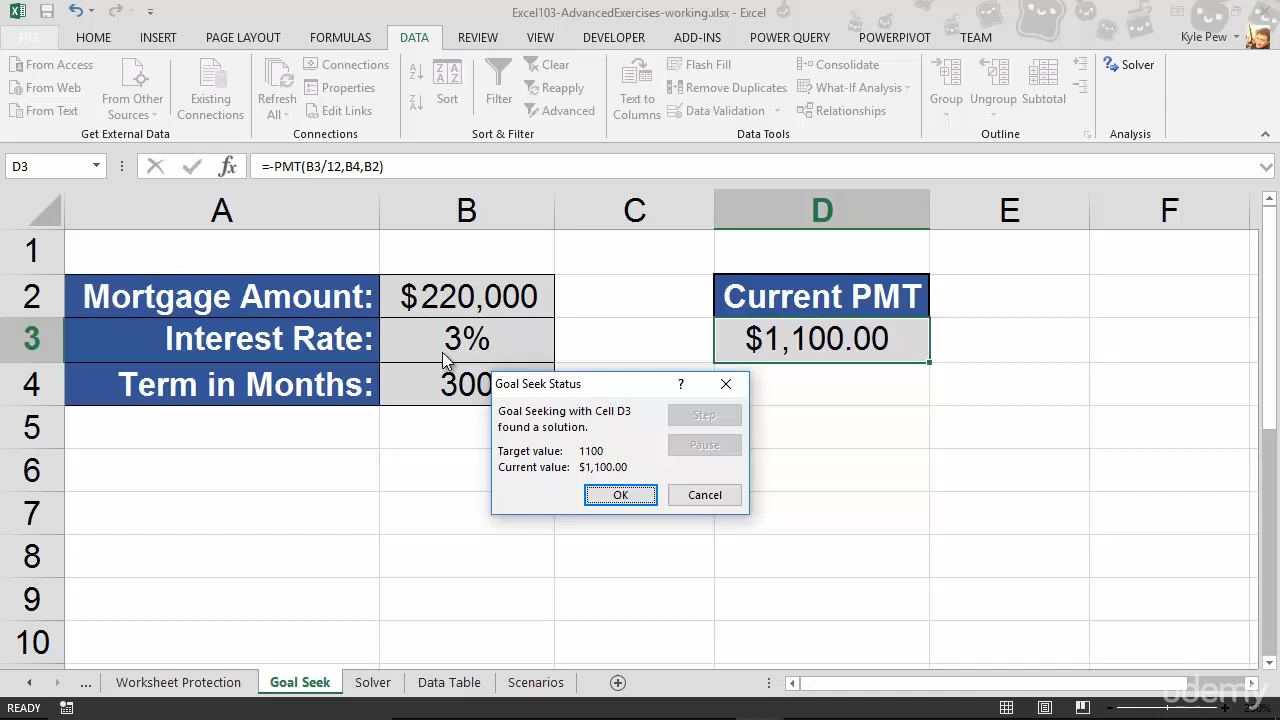 Excel103-AdvancedExercises-working.xlsx - Excel
FILE HOME INSERT PAGE LAYOUT FORMULAS DATA REVIEW VIEW DEVELOPER ADD-INS POWER QUERY POWERPIVOT TEAM Kyle Pew
From Access
From Web
From Text
From Other
Sources
Existing
Connections
Get External Data
Refresh
All
Connections
Properties
Edit Links
Connections
Sort
Filter
Clear
Reapply
Advanced
Sort & Filter
Text to
Columns
Flash Fill
Remove Duplicates
Data Validation
Consolidate
What-If Analysis
Relationships
Data Tools
Group
Ungroup
Subtotal
Outline
Solver
Analysis
D3 fx =-PMT(B3/12,B4,B2)
A B C D E F
1
2 Mortgage Amount: $220,000 Current PMT
3 Interest Rate: 3% $1,100.00
4 Term in Months: 300
5
6
7
8
9
10
Goal Seek Status ?
Goal Seeking with Cell D3
found a solution.
Target value: 1100
Current value: $1,100.00
Step
Pause
OK Cancel
... Worksheet Protection Goal Seek Solver Data Table Scenarios
READY
udemy